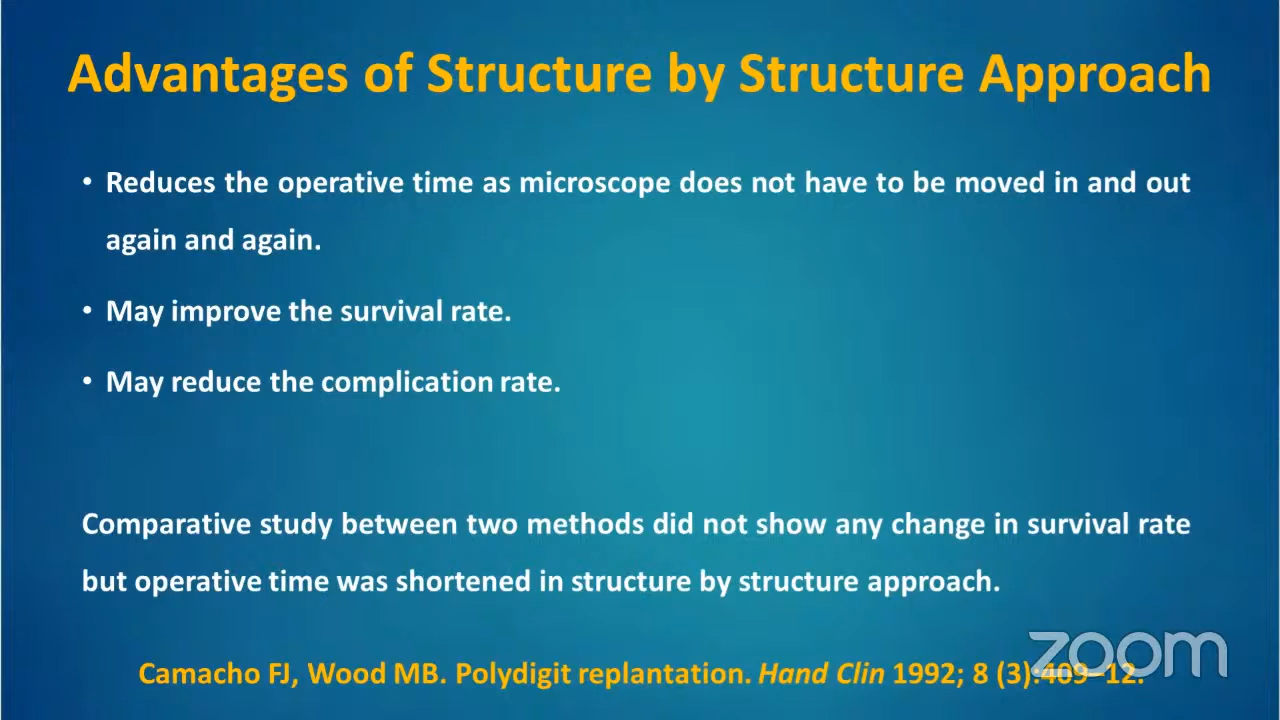 Advantages of Structure by Structure Approach
• Reduces the operative time as microscope does not have to be moved in and out
again and again.
• May improve the survival rate.
• May reduce the complication rate.
Comparative study between two methods did not show any change in survival rate
but operative time was shortened in structure by structure approach.
Camacho FJ, Wood MB. Polydigit replantation. Hand Clin 1992; 8 (3):409–12.
zoom